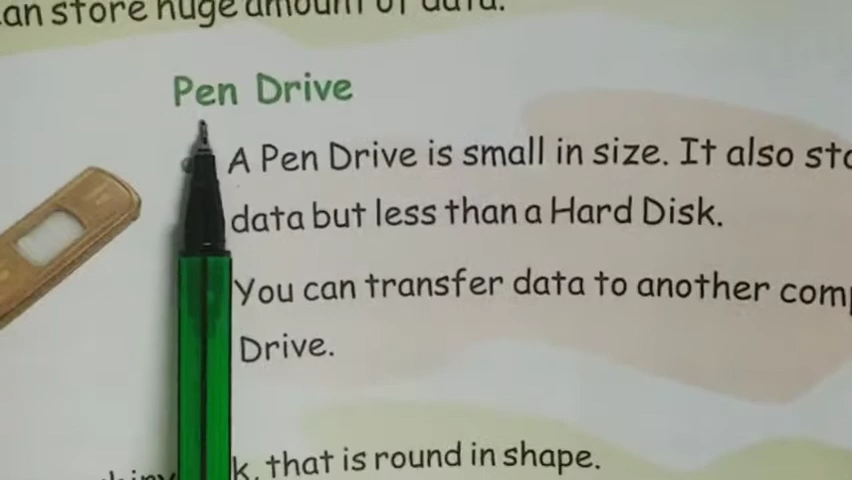 an store huge amount of data.
Pen Drive
A Pen Drive is small in size. It also sto
data but less than a Hard Disk.
You can transfer data to another comp
Drive.
k, that is round in shape.